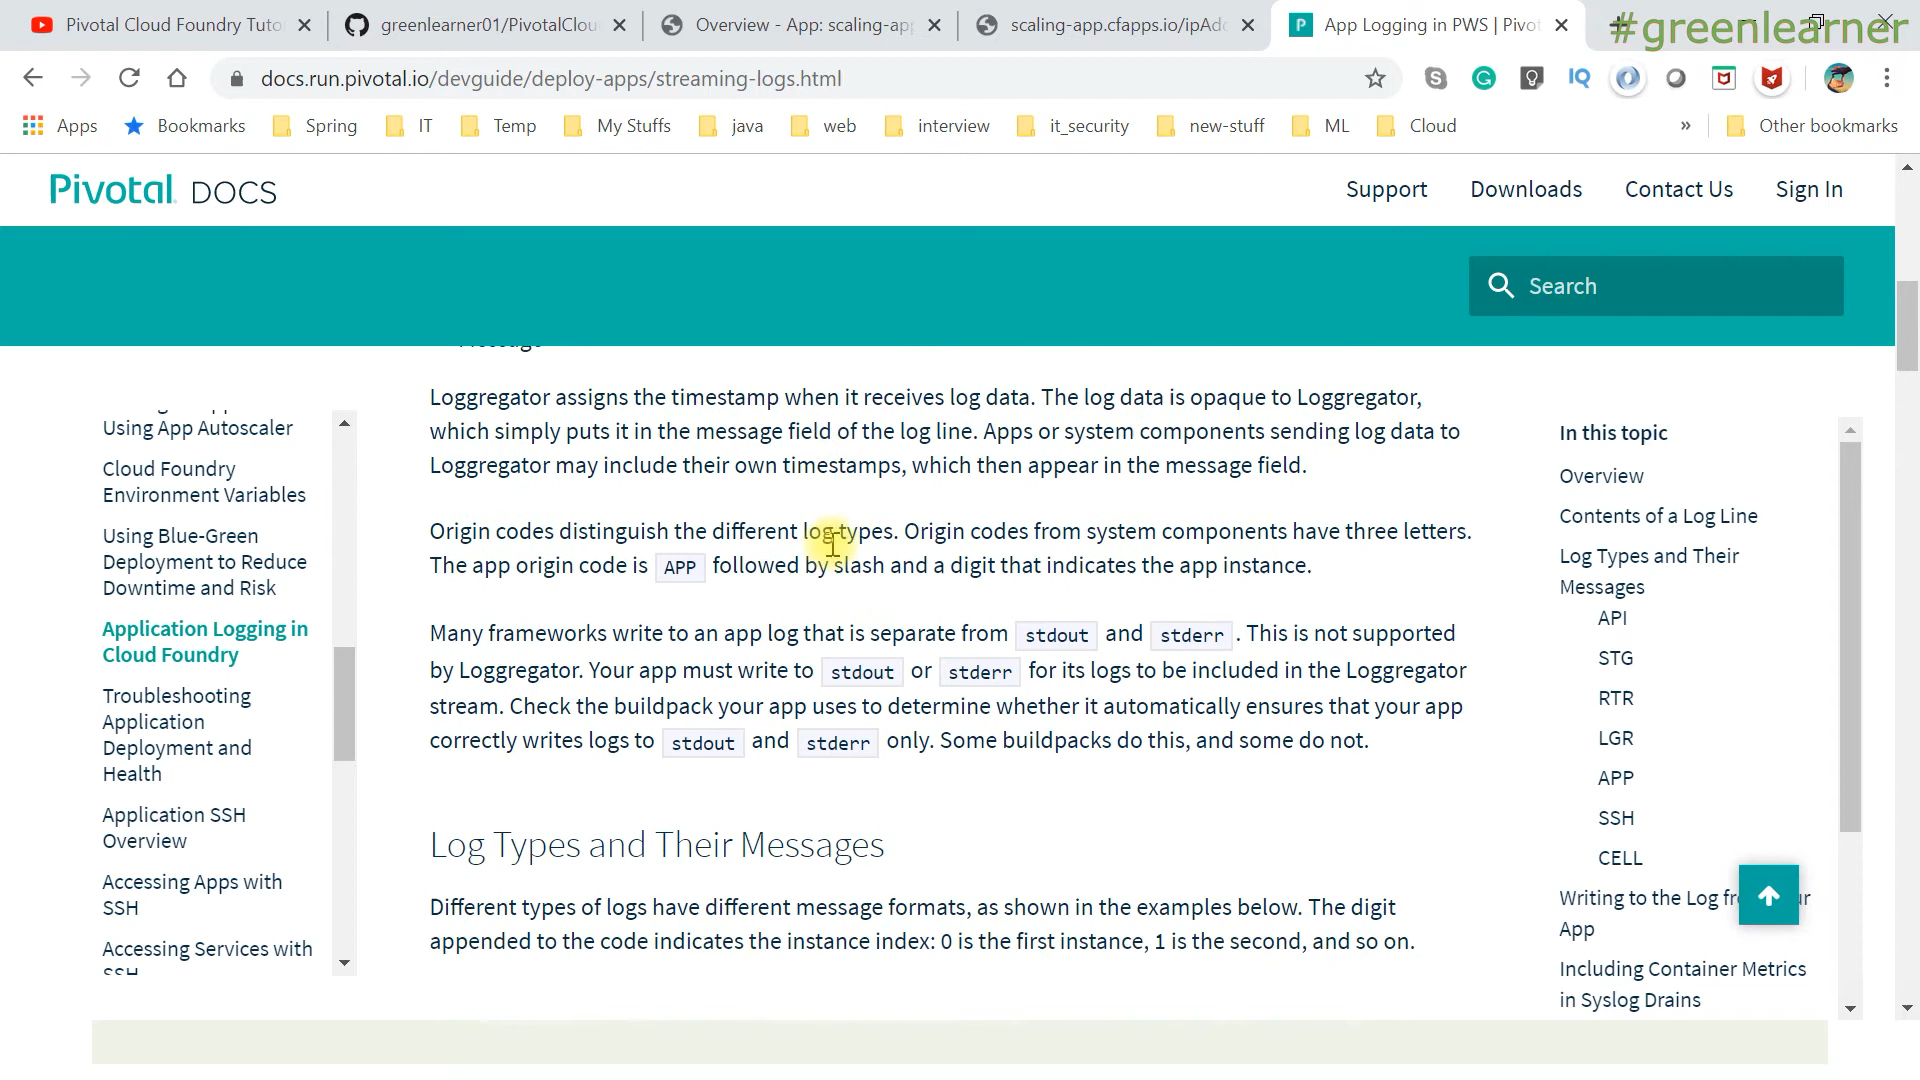 Pivotal Cloud Foundry Tuto
greenlearner01/PivotalClou
Overview - App: scaling-app
scaling-app.cfapps.io/ipAdd
App Logging in PWS | Pivot
#greenlearner
docs.run.pivotal.io/devguide/deploy-apps/streaming-logs.html
Apps
Bookmarks
Spring
IT
Temp
My Stuffs
java
web
interview
it_security
new-stuff
ML
Cloud
»
Other bookmarks
Pivotal DOCS
Support
Downloads
Contact Us
Sign In
Search
Using App Autoscaler
Cloud Foundry
Environment Variables
Using Blue-Green
Deployment to Reduce
Downtime and Risk
Application Logging in
Cloud Foundry
Troubleshooting
Application
Deployment and
Health
Application SSH
Overview
Accessing Apps with
SSH
Accessing Services with
SSH
Message
Loggregator assigns the timestamp when it receives log data. The log data is opaque to Loggregator,
which simply puts it in the message field of the log line. Apps or system components sending log data to
Loggregator may include their own timestamps, which then appear in the message field.
Origin codes distinguish the different log types. Origin codes from system components have three letters.
The app origin code is APP followed by slash and a digit that indicates the app instance.
Many frameworks write to an app log that is separate from stdout and stderr . This is not supported
by Loggregator. Your app must write to stdout or stderr for its logs to be included in the Loggregator
stream. Check the buildpack your app uses to determine whether it automatically ensures that your app
correctly writes logs to stdout and stderr only. Some buildpacks do this, and some do not.
Log Types and Their Messages
Different types of logs have different message formats, as shown in the examples below. The digit
appended to the code indicates the instance index: 0 is the first instance, 1 is the second, and so on.
In this topic
Overview
Contents of a Log Line
Log Types and Their
Messages
API
STG
RTR
LGR
APP
SSH
CELL
Writing to the Log from Your
App
Including Container Metrics
in Syslog Drains